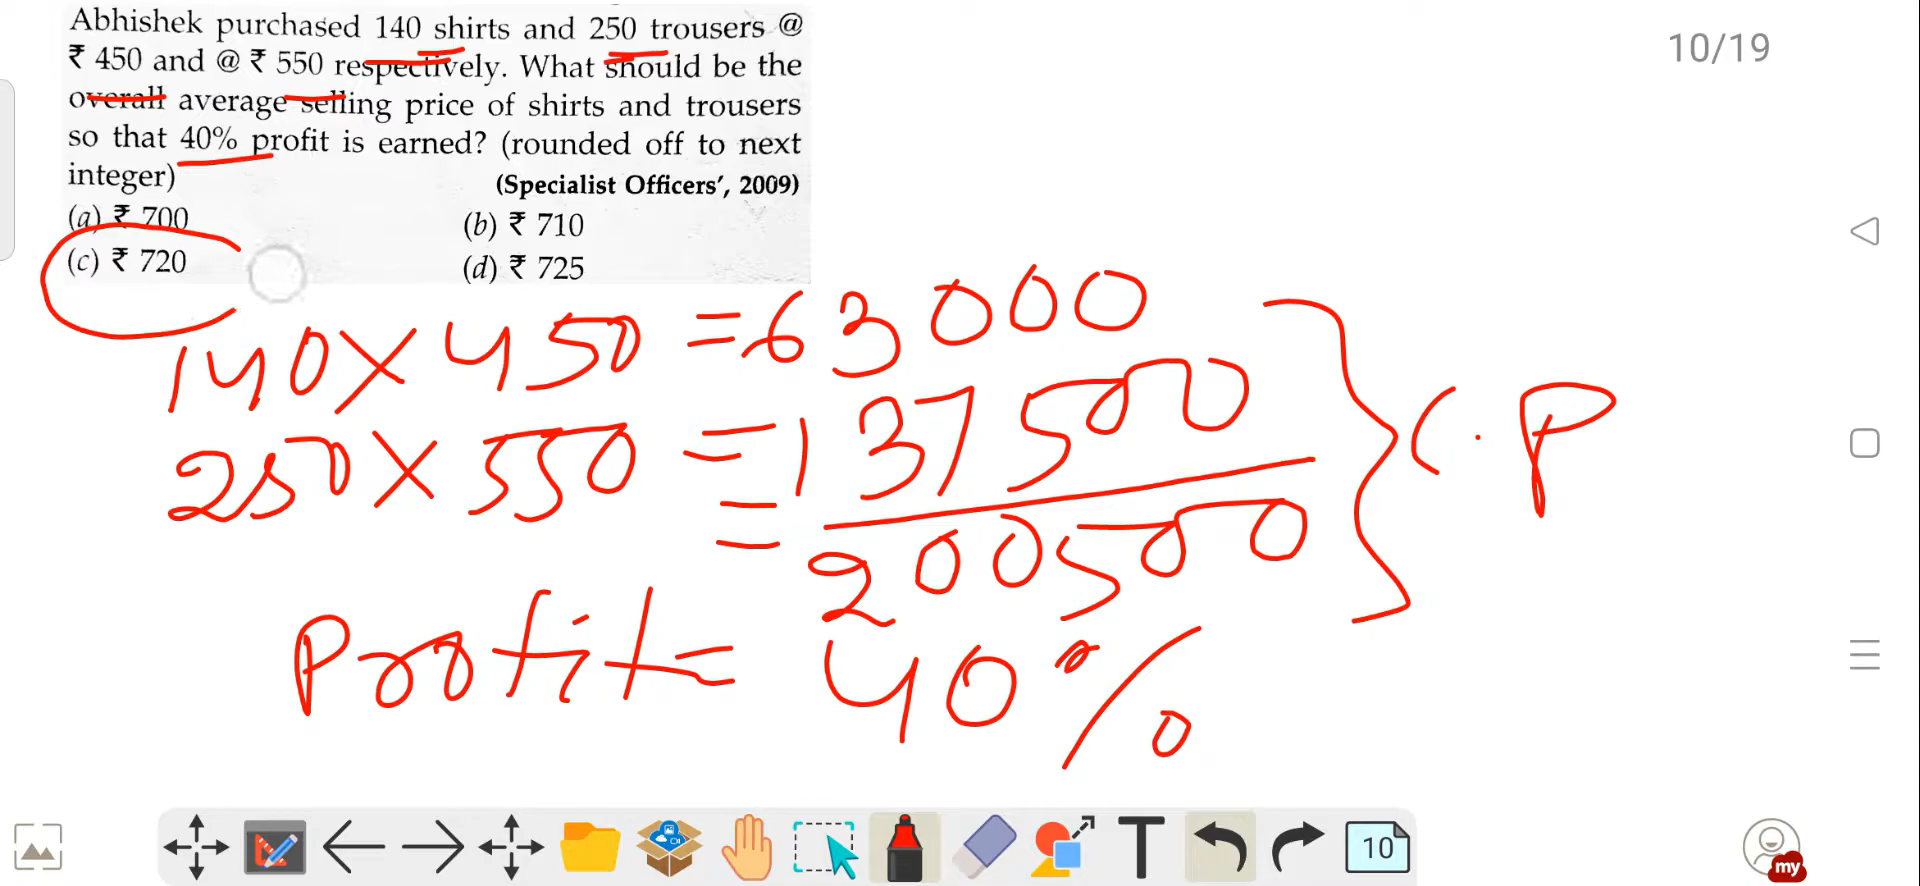 Abhishek purchased 140 shirts and 250 trousers @
₹ 450 and @ ₹ 550 respectively. What should be the
overall average selling price of shirts and trousers
so that 40% profit is earned? (rounded off to next
integer)
(Specialist Officers', 2009)
(a) ₹ 700 (b) ₹ 710
(c) ₹ 720 (d) ₹ 725
10/19
140 × 450 = 63000
250 × 550 = 137500
= 200500
C.P
Profit = 40%
T
10
my